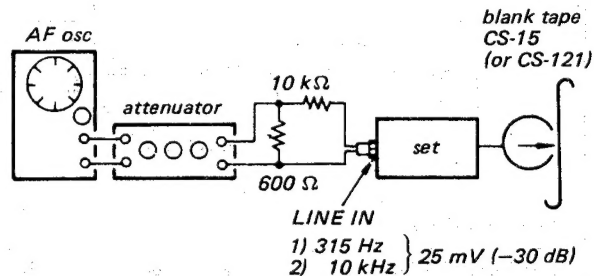 blank tape
CS-15
(or CS-121)
AF osc
attenuator
10 kΩ
600 Ω
set
LINE IN
1) 315 Hz
2) 10 kHz } 25 mV (−30 dB)